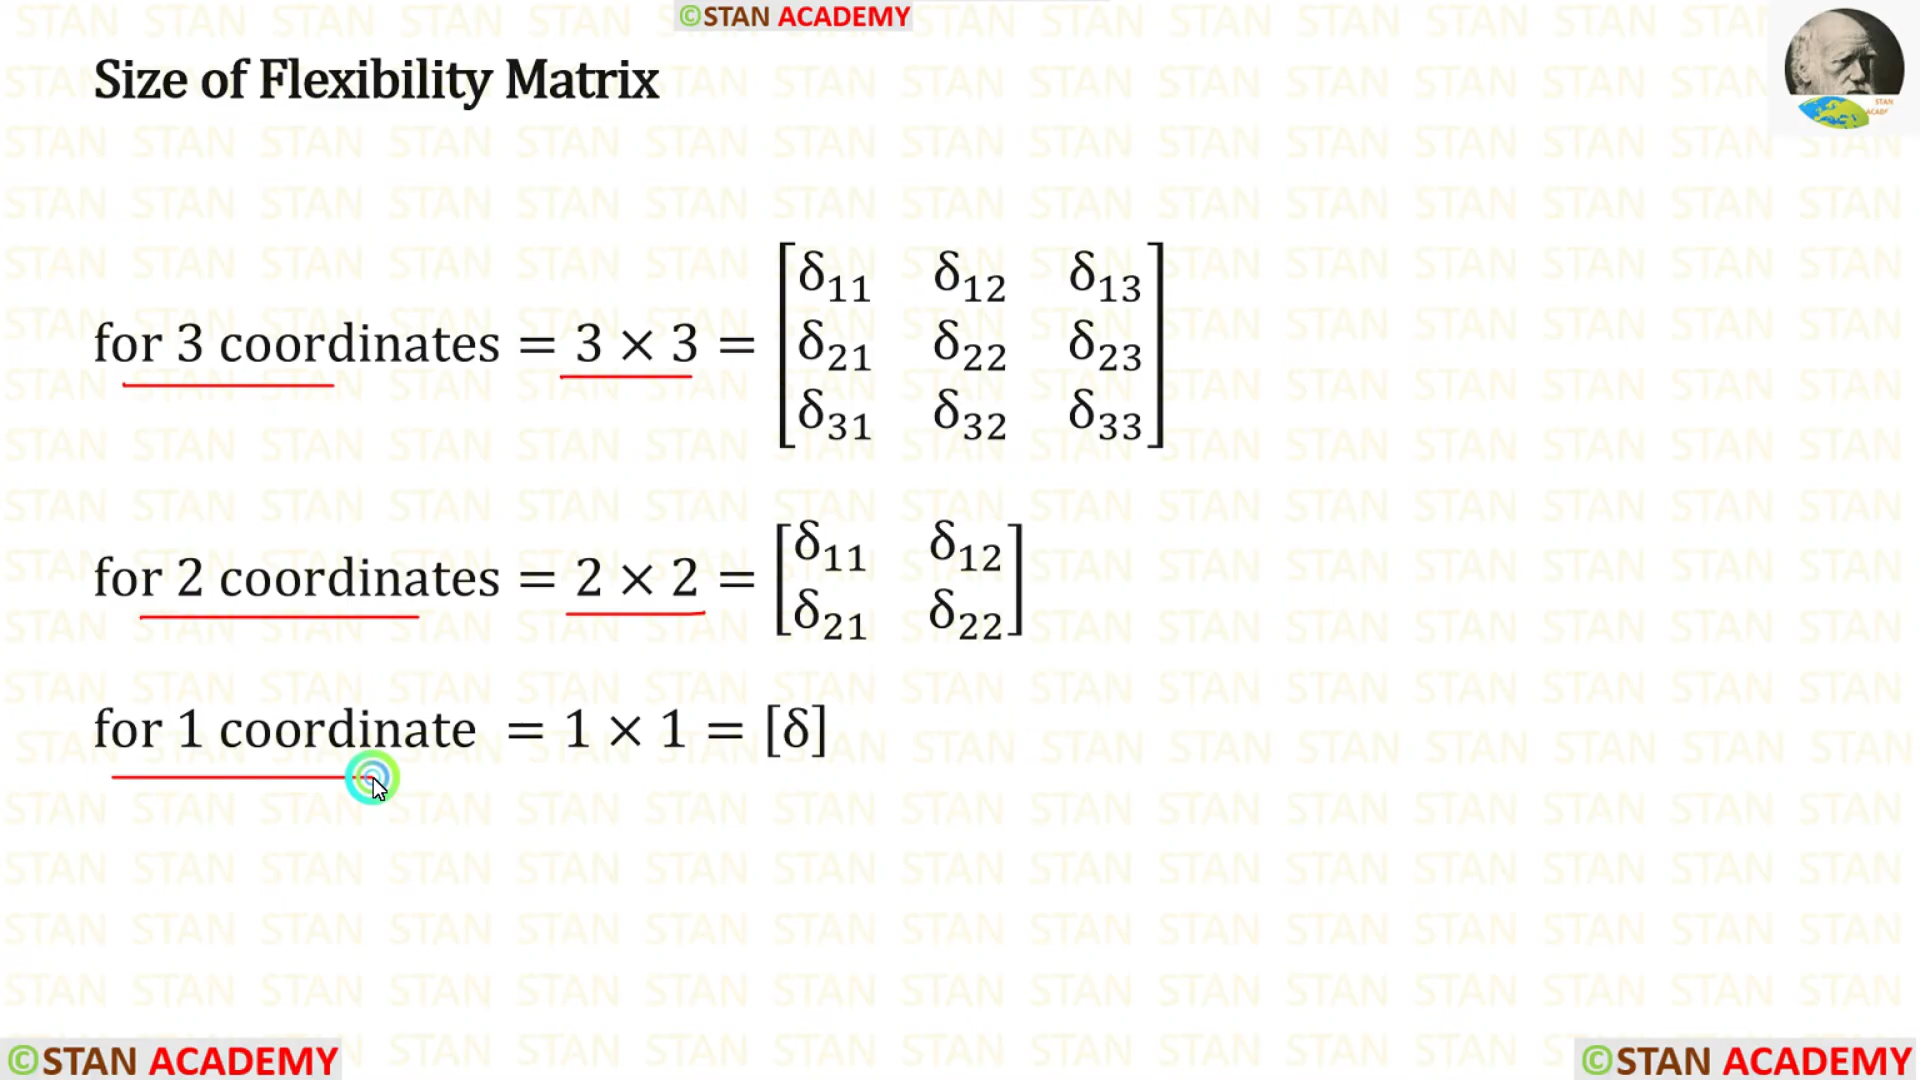 ©STAN ACADEMY
Size of Flexibility Matrix
for 3 coordinates = 3 × 3 = [δ11 δ12 δ13
δ21 δ22 δ23
δ31 δ32 δ33]
for 2 coordinates = 2 × 2 = [δ11 δ12
δ21 δ22]
for 1 coordinate = 1 × 1 = [δ]
©STAN ACADEMY
©STAN ACADEMY